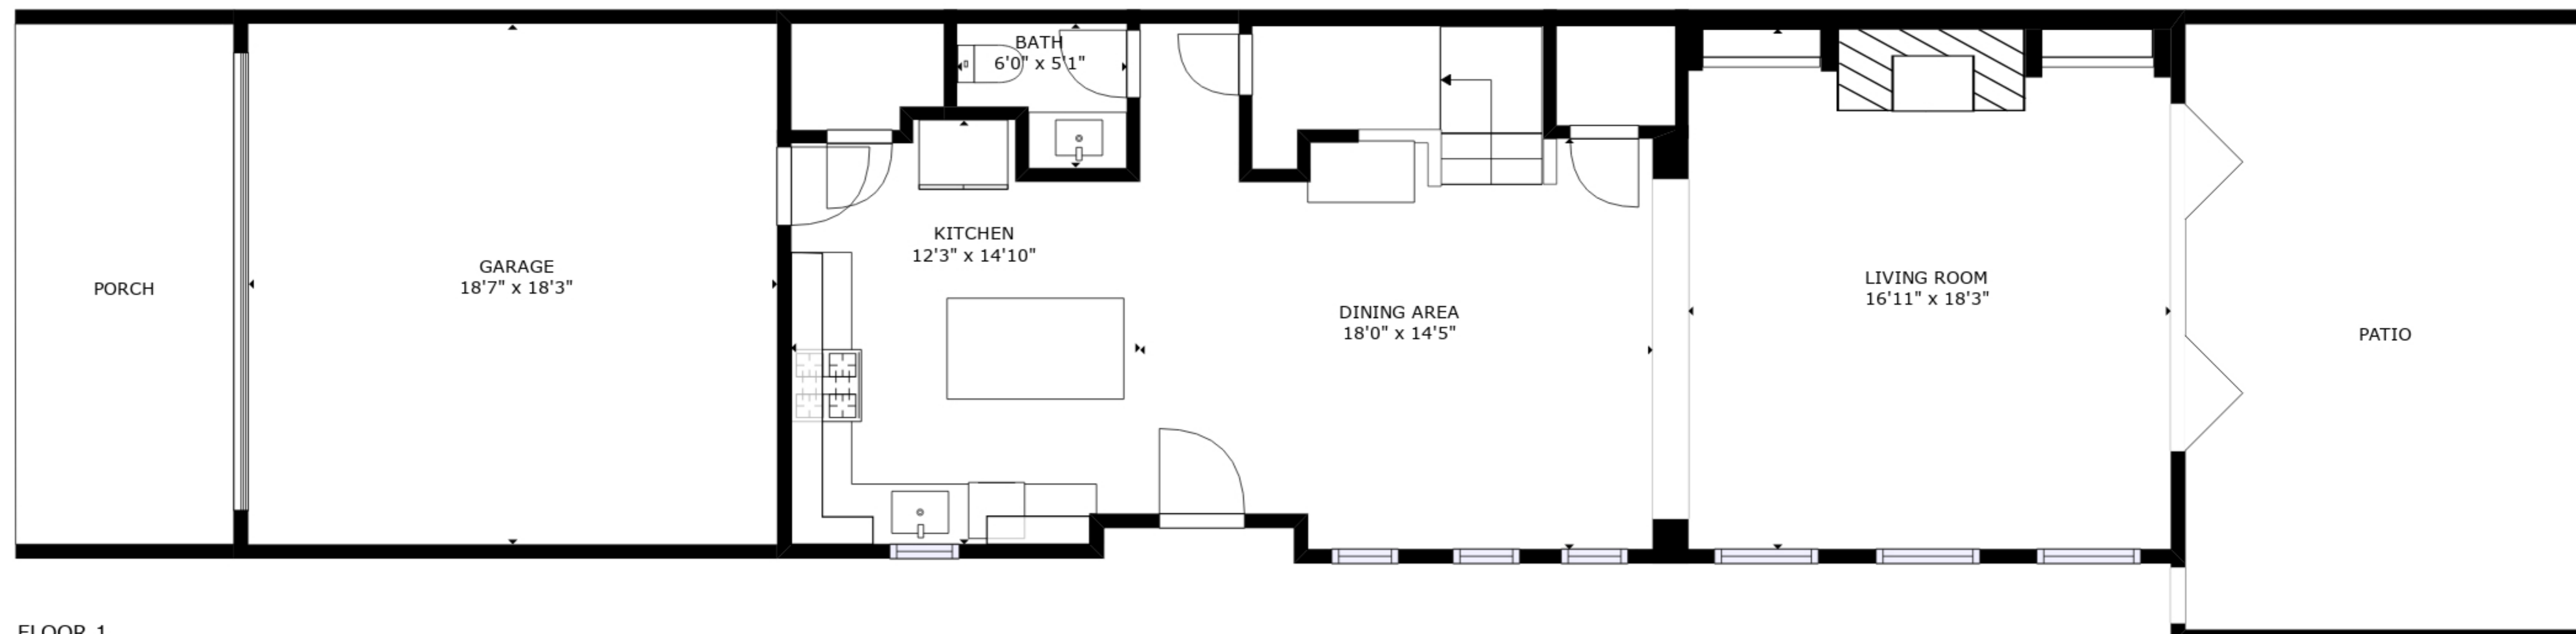 BATH
6'0" x 5'1"
KITCHEN
12'3" x 14'10"
GARAGE
18'7" x 18'3"
PORCH
DINING AREA
18'0" x 14'5"
LIVING ROOM
16'11" x 18'3"
PATIO
FLOOR 1